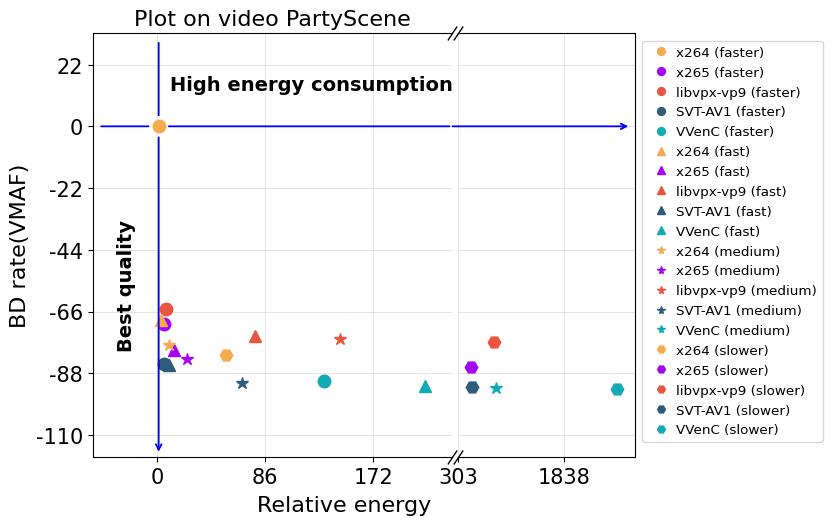 Plot on video PartyScene
High energy consumption
Best quality
BD rate(VMAF)
22
0
-22
-44
-66
-88
-110
0 86 172 303 1838
Relative energy
x264 (faster)
x265 (faster)
libvpx-vp9 (faster)
SVT-AV1 (faster)
VVenC (faster)
x264 (fast)
x265 (fast)
libvpx-vp9 (fast)
SVT-AV1 (fast)
VVenC (fast)
x264 (medium)
x265 (medium)
libvpx-vp9 (medium)
SVT-AV1 (medium)
VVenC (medium)
x264 (slower)
x265 (slower)
libvpx-vp9 (slower)
SVT-AV1 (slower)
VVenC (slower)